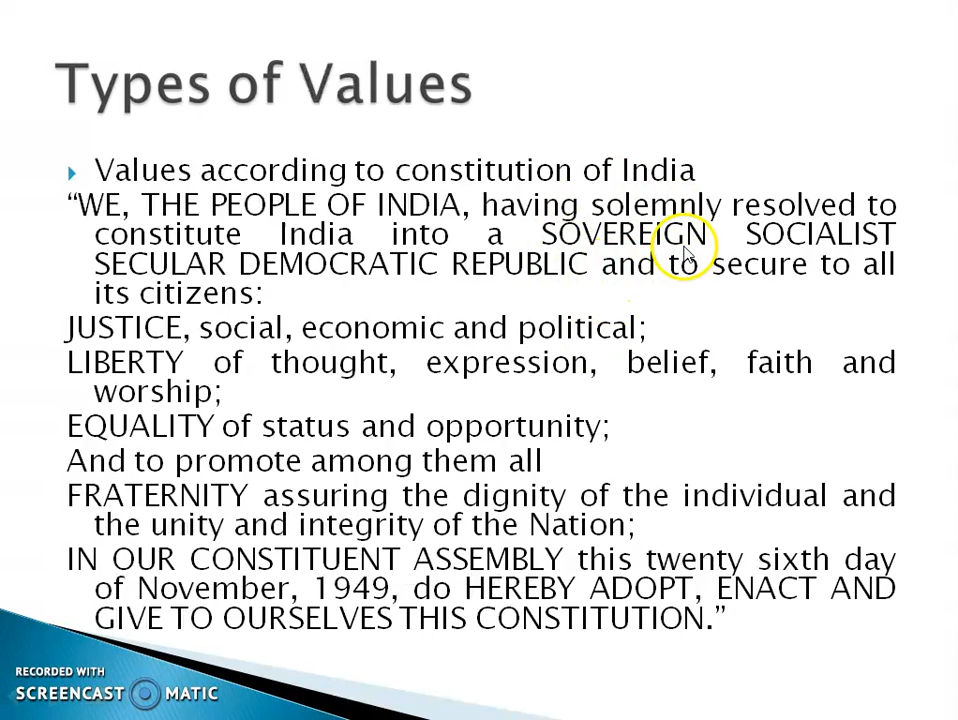 Types of Values
Values according to constitution of India
“WE, THE PEOPLE OF INDIA, having solemnly resolved to
constitute India into a SOVEREIGN SOCIALIST
SECULAR DEMOCRATIC REPUBLIC and to secure to all
its citizens:
JUSTICE, social, economic and political;
LIBERTY of thought, expression, belief, faith and
worship;
EQUALITY of status and opportunity;
And to promote among them all
FRATERNITY assuring the dignity of the individual and
the unity and integrity of the Nation;
IN OUR CONSTITUENT ASSEMBLY this twenty sixth day
of November, 1949, do HEREBY ADOPT, ENACT AND
GIVE TO OURSELVES THIS CONSTITUTION.”
RECORDED WITH
SCREENCAST MATIC